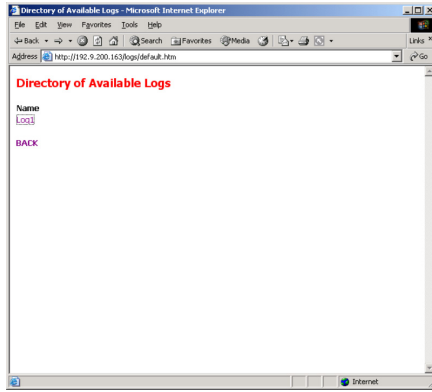 Directory of Available Logs - Microsoft Internet Explorer
File Edit View Favorites Tools Help
Back Search Favorites Media Links »
Address http://192.9.200.163/logs/default.htm Go
Directory of Available Logs
Name
Log1
BACK
Internet